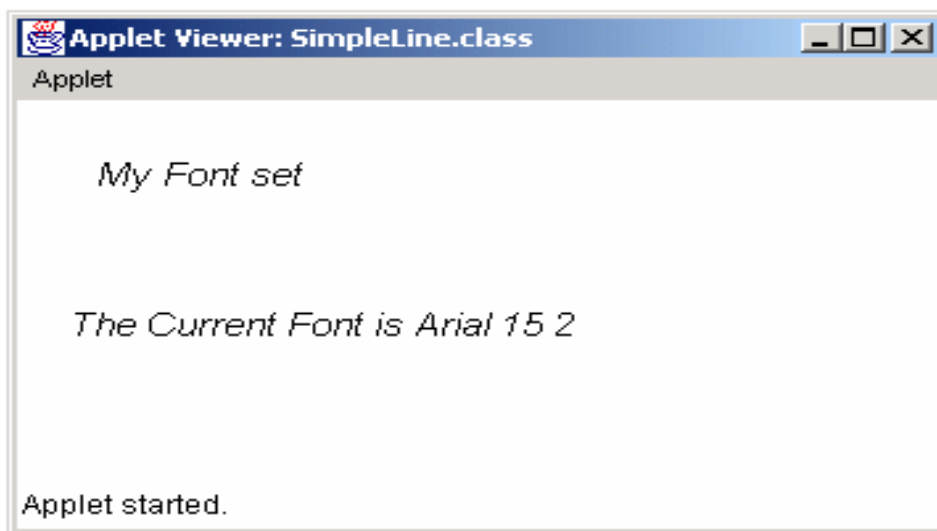 Applet Viewer: SimpleLine.class
Applet
My Font set
The Current Font is Arial 15 2
Applet started.